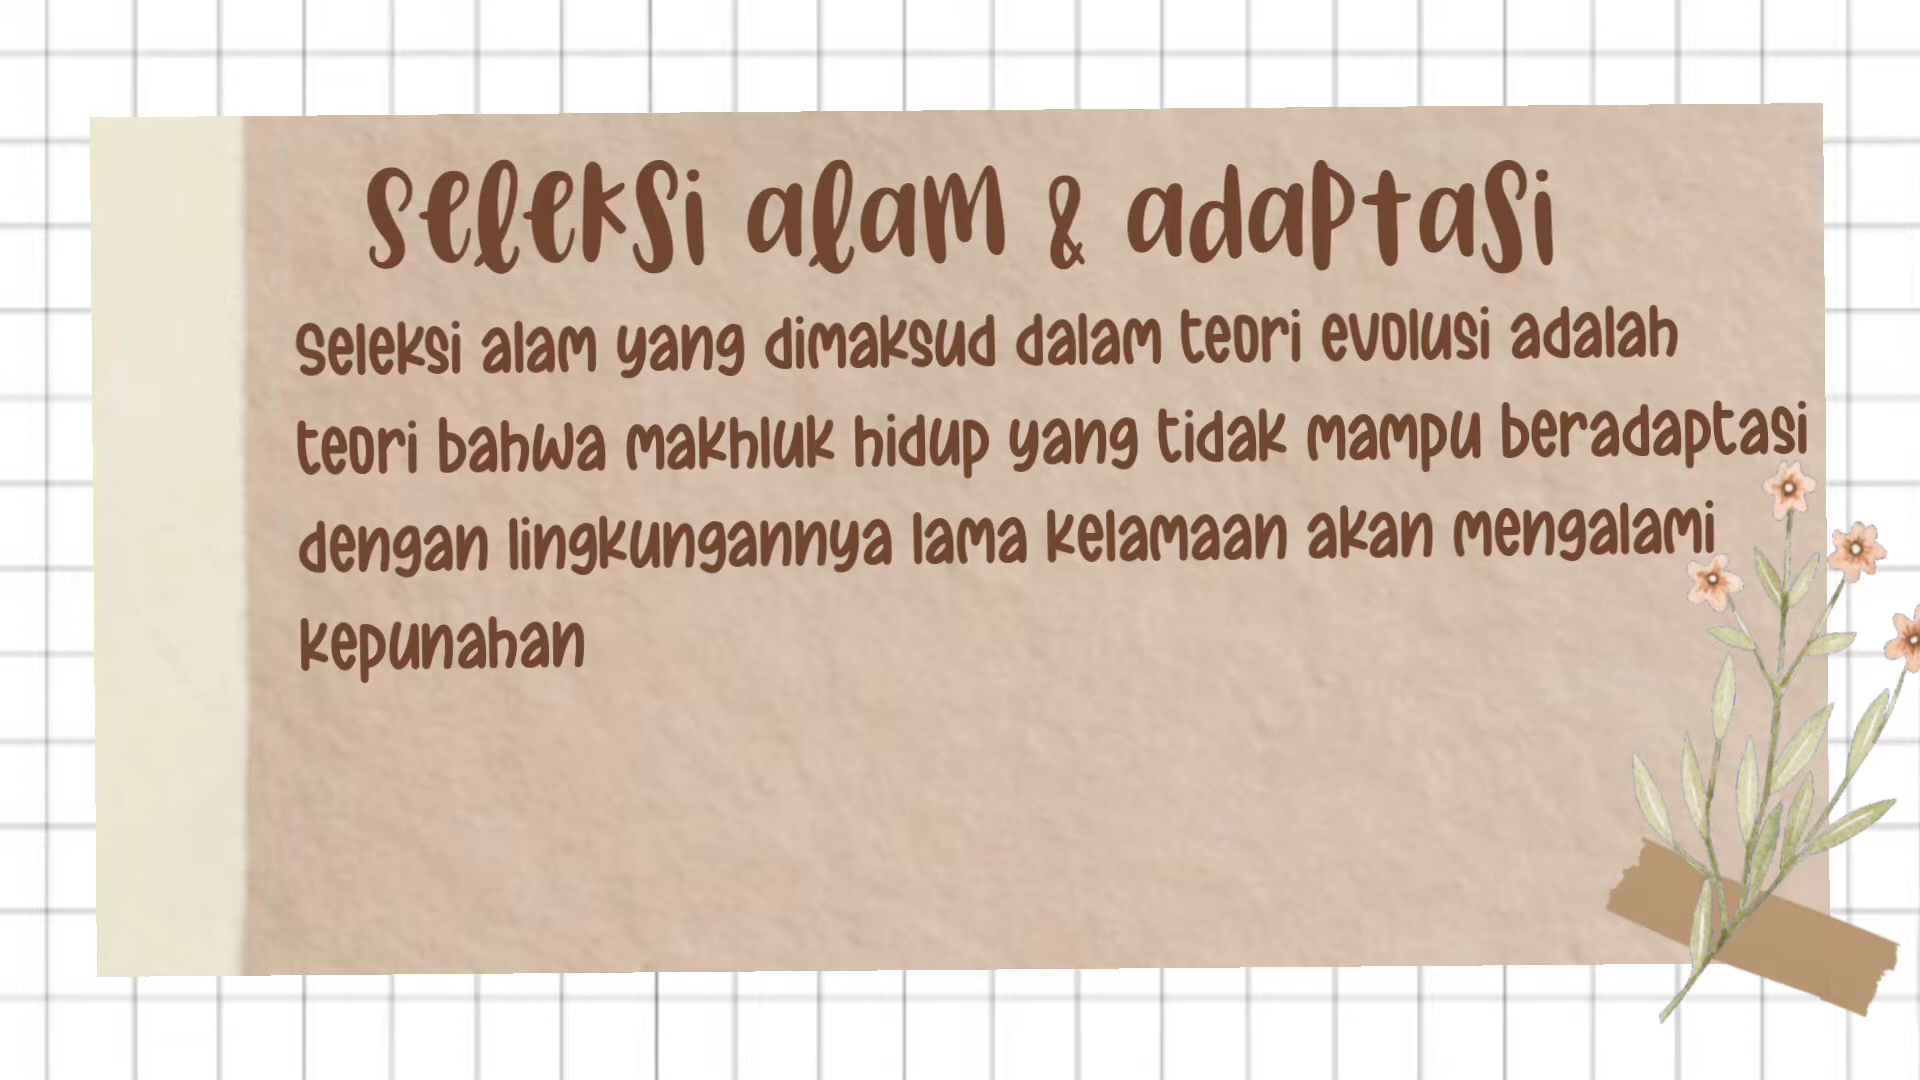 seleksi alam & adaptasi
Seleksi alam yang dimaksud dalam teori evolusi adalah
teori bahwa makhluk hidup yang tidak mampu beradaptasi
dengan lingkungannya lama kelamaan akan mengalami
kepunahan